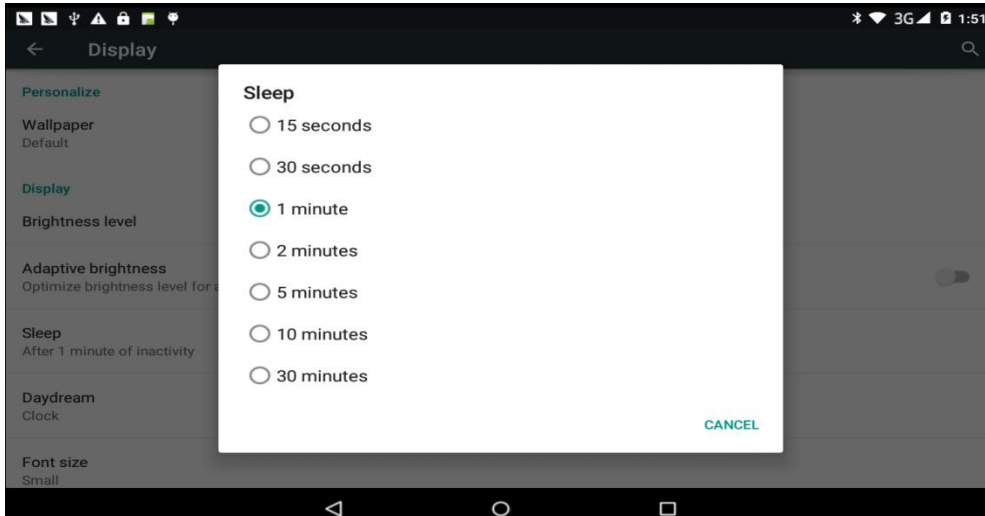 3G 1:51
Display
Personalize
Wallpaper
Default
Display
Brightness level
Adaptive brightness
Optimize brightness level for
Sleep
After 1 minute of inactivity
Daydream
Clock
Font size
Small
Sleep
15 seconds
30 seconds
1 minute
2 minutes
5 minutes
10 minutes
30 minutes
CANCEL